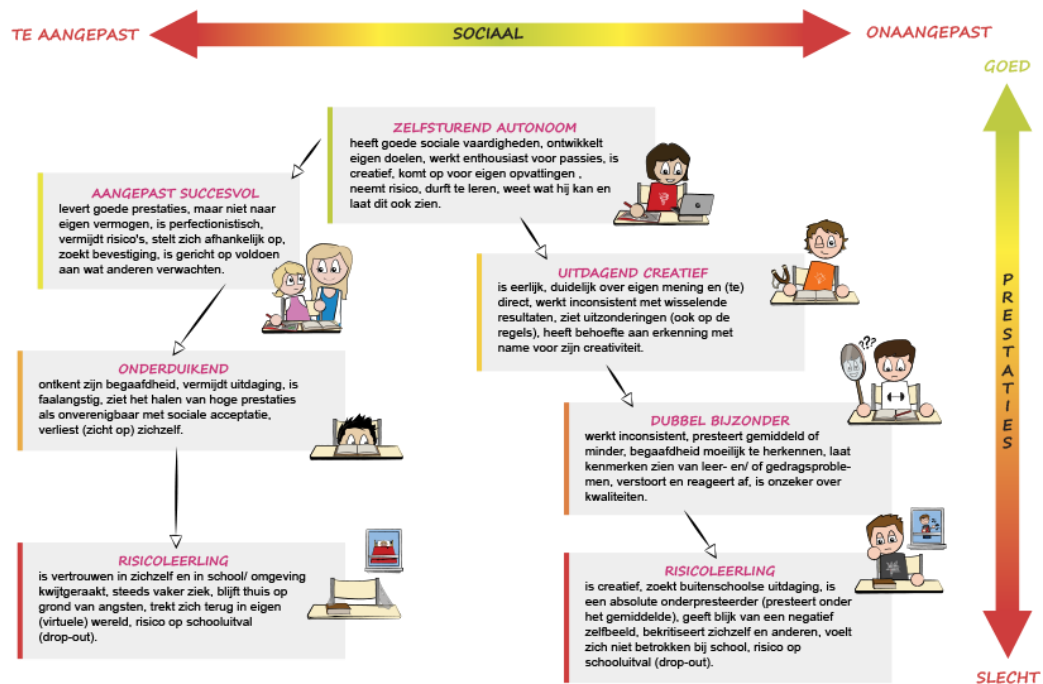 TE AANGEPAST
SOCIAAL
ONAANGEPAST
GOED
ZELFSTUREND AUTONOOM
heeft goede sociale vaardigheden, ontwikkelt
eigen doelen, werkt enthousiast voor passies, is
creatief, komt op voor eigen opvattingen ,
neemt risico, durft te leren, weet wat hij kan en
laat dit ook zien.
AANGEPAST SUCCESVOL
levert goede prestaties, maar niet naar
eigen vermogen, is perfectionistisch,
vermijdt risico's, stelt zich afhankelijk op,
zoekt bevestiging, is gericht op voldoen
aan wat anderen verwachten.
UITDAGEND CREATIEF
is eerlijk, duidelijk over eigen mening en (te)
direct, werkt inconsistent met wisselende
resultaten, ziet uitzonderingen (ook op de
regels), heeft behoefte aan erkenning met
name voor zijn creativiteit.
PRESTATIES
???
ONDERDUIKEND
ontkent zijn begaafdheid, vermijdt uitdaging, is
faalangstig, ziet het halen van hoge prestaties
als onverenigbaar met sociale acceptatie,
verliest (zicht op) zichzelf.
DUBBEL BIJZONDER
werkt inconsistent, presteert gemiddeld of
minder, begaafdheid moeilijk te herkennen, laat
kenmerken zien van leer- en/ of gedragsproble-
men, verstoort en reageert af, is onzeker over
kwaliteiten.
RISICOLEERLING
is vertrouwen in zichzelf en in school/ omgeving
kwijtgeraakt, steeds vaker ziek, blijft thuis op
grond van angsten, trekt zich terug in eigen
(virtuele) wereld, risico op schooluitval
(drop-out).
RISICOLEERLING
is creatief, zoekt buitenschoolse uitdaging, is
een absolute onderpresteerder (presteert onder
het gemiddelde), geeft blijk van een negatief
zelfbeeld, bekritiseert zichzelf en anderen, voelt
zich niet betrokken bij school, risico op
schooluitval (drop-out).
SLECHT